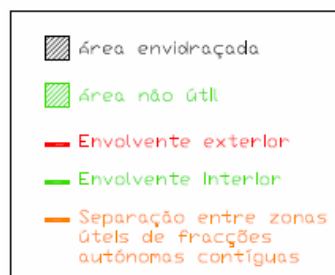 Área envidraçada
Área não útil
Envolvente exterior
Envolvente Interior
Separação entre zonas
úteis de fracções
autónomas contíguas